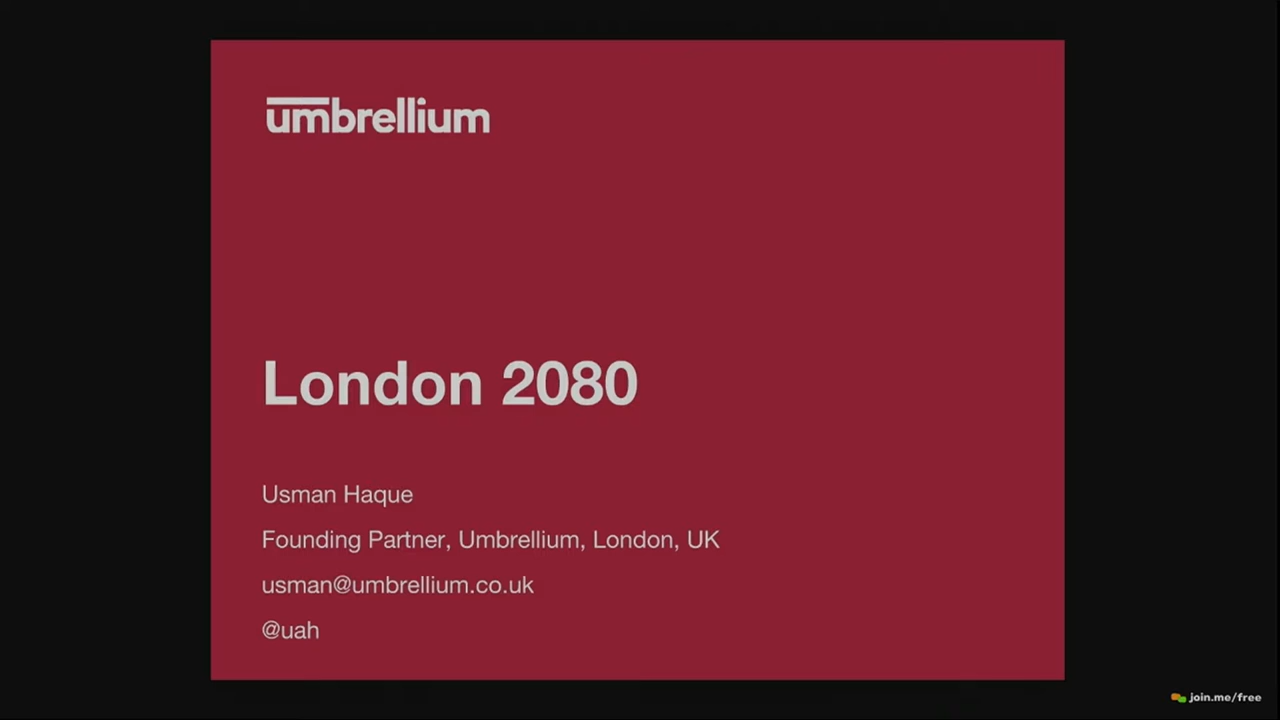 umbrellium
London 2080
Usman Haque
Founding Partner, Umbrellium, London, UK
usman@umbrellium.co.uk
@uah
join.me/free